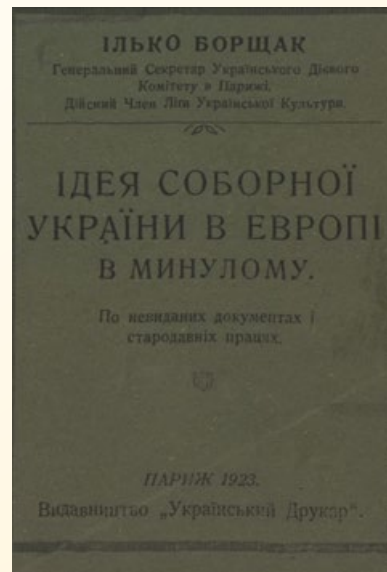 ІЛЬКО БОРЩАК
Генеральний Секретар Українського Дієвого
Комітету в Парижі.
Дійсний Член Ліги Української Культури.
ІДЕЯ СОБОРНОЇ
УКРАЇНИ В ЕВРОПІ
В МИНУЛОМУ.
По невиданих документах і
стародавніх працях.
ПАРИЖ 1923.
Видавництво „Український Друкар".